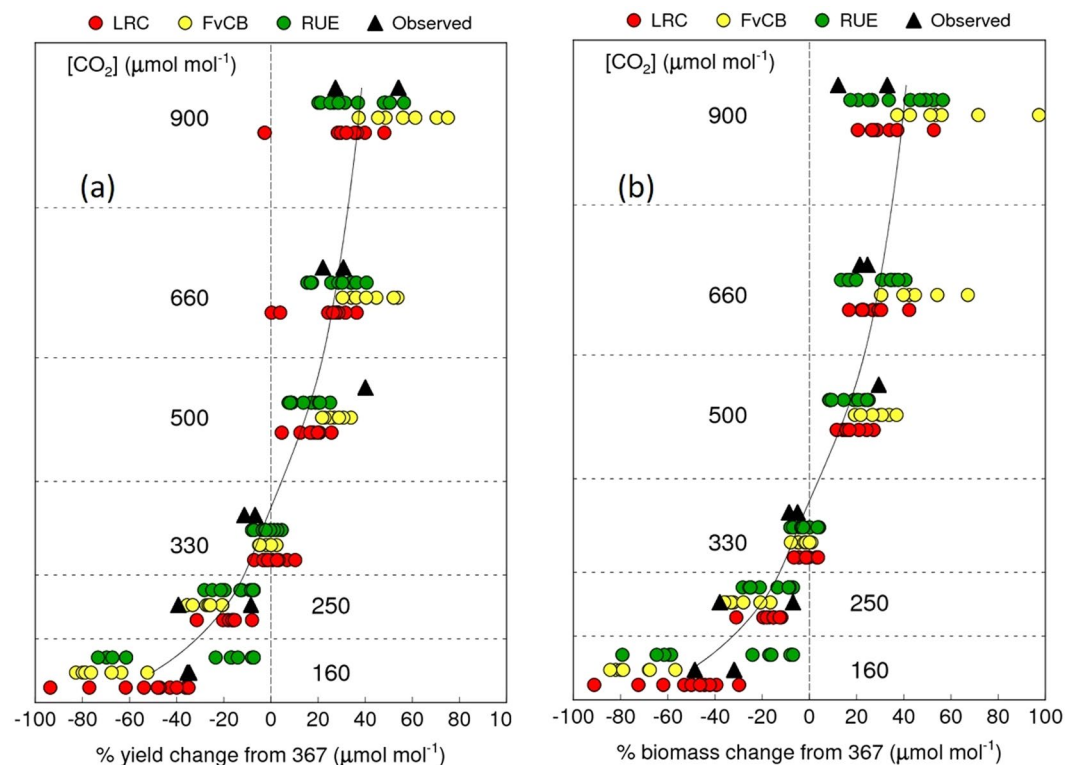 LRC FvCB RUE Observed
[CO₂] (μmol mol⁻¹)
900
(a)
660
500
330
250
160
-100 -80 -60 -40 -20 0 20 40 60 80 100
% yield change from 367 (μmol mol⁻¹)
LRC FvCB RUE Observed
[CO₂] (μmol mol⁻¹)
900
(b)
660
500
330
250
160
-100 -80 -60 -40 -20 0 20 40 60 80 100
% biomass change from 367 (μmol mol⁻¹)